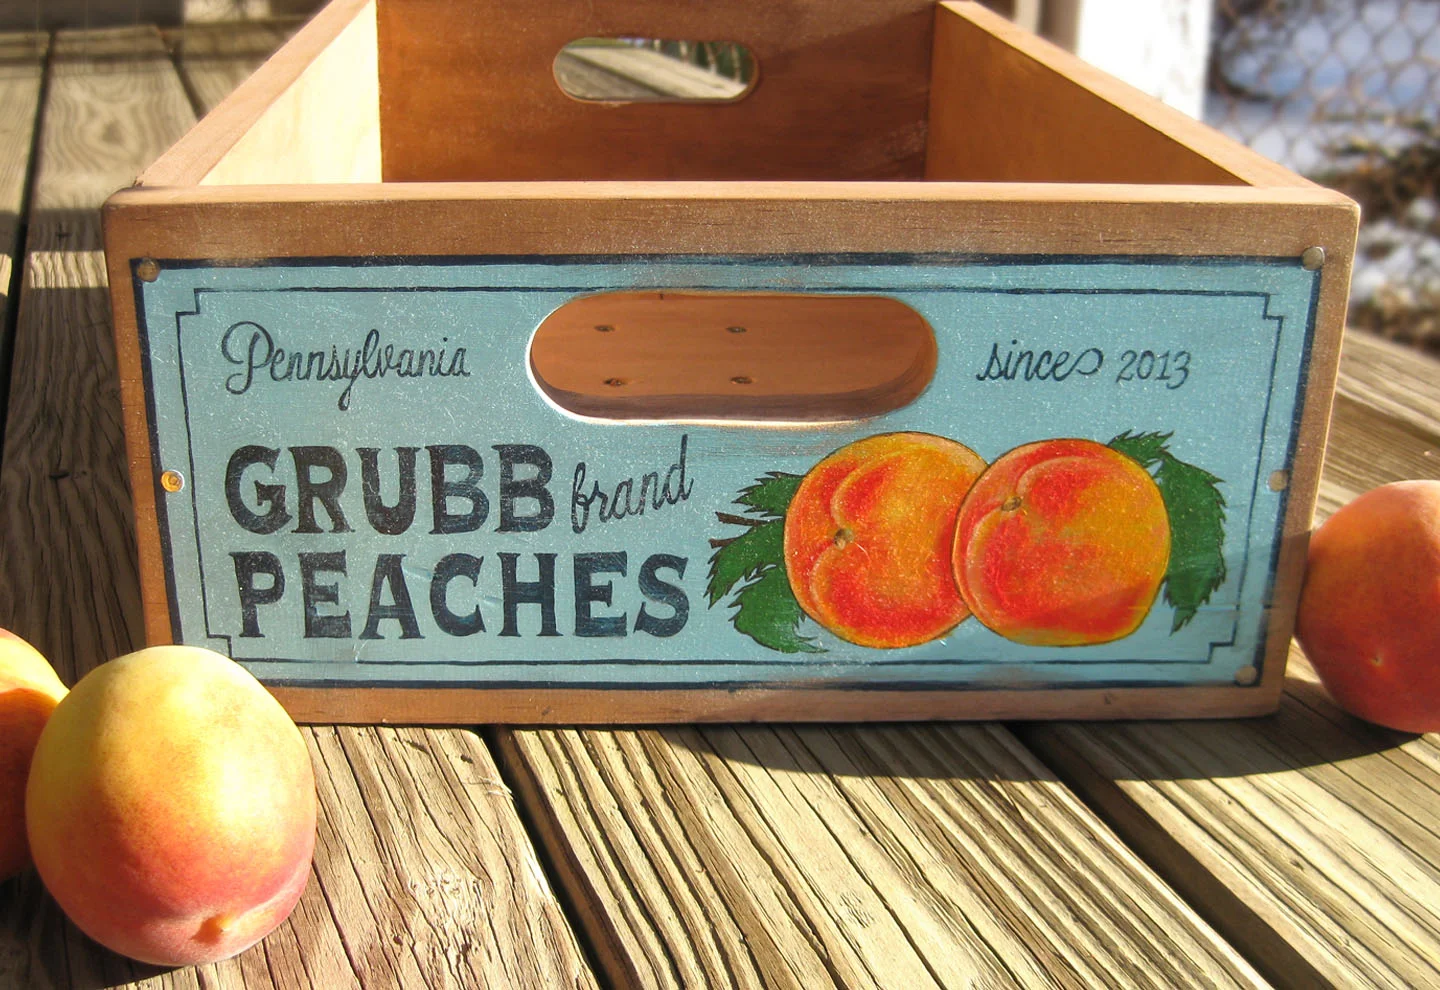 Pennsylvania
since 2013
GRUBB brand
PEACHES